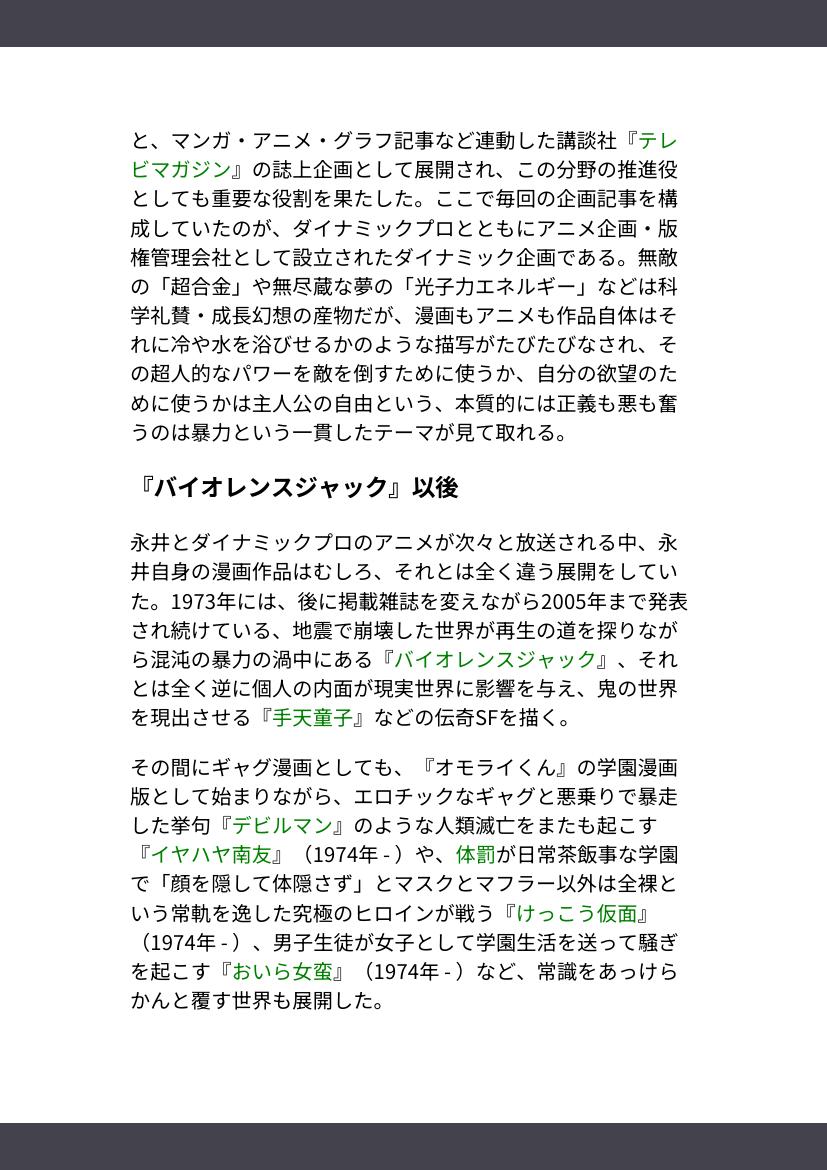 と、マンガ・アニメ・グラフ記事など連動した講談社『テレ
ビマガジン』の誌上企画として展開され、この分野の推進役
としても重要な役割を果たした。ここで毎回の企画記事を構
成していたのが、ダイナミックプロとともにアニメ企画・版
権管理会社として設立されたダイナミック企画である。無敵
の「超合金」や無尽蔵な夢の「光子力エネルギー」などは科
学礼賛・成長幻想の産物だが、漫画もアニメも作品自体はそ
れに冷や水を浴びせるかのような描写がたびたびなされ、そ
の超人的なパワーを敵を倒すために使うか、自分の欲望のた
めに使うかは主人公の自由という、本質的には正義も悪も奮
うのは暴力という一貫したテーマが見て取れる。
『バイオレンスジャック』以後
永井とダイナミックプロのアニメが次々と放送される中、永
井自身の漫画作品はむしろ、それとは全く違う展開をしてい
た。1973年には、後に掲載雑誌を変えながら2005年まで発表
され続けている、地震で崩壊した世界が再生の道を探りなが
ら混沌の暴力の渦中にある『バイオレンスジャック』、それ
とは全く逆に個人の内面が現実世界に影響を与え、鬼の世界
を現出させる『手天童子』などの伝奇SFを描く。
その間にギャグ漫画としても、『オモライくん』の学園漫画
版として始まりながら、エロチックなギャグと悪乗りで暴走
した挙句『デビルマン』のような人類滅亡をまたも起こす
『イヤハヤ南友』（1974年 - ）や、体罰が日常茶飯事な学園
で「顔を隠して体隠さず」とマスクとマフラー以外は全裸と
いう常軌を逸した究極のヒロインが戦う『けっこう仮面』
（1974年 - ）、男子生徒が女子として学園生活を送って騒ぎ
を起こす『おいら女蛮』（1974年 - ）など、常識をあっけら
かんと覆す世界も展開した。